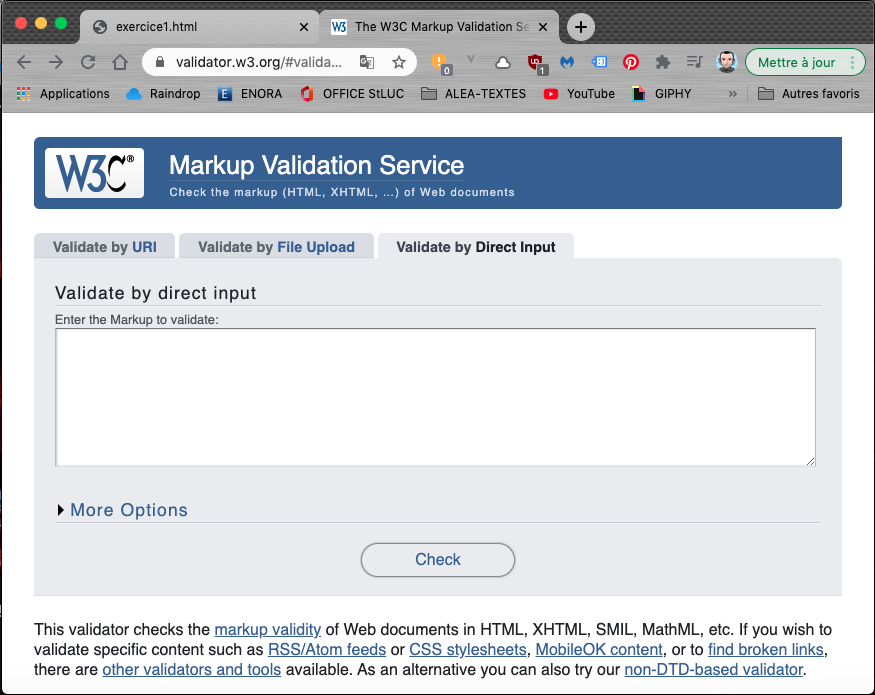 exercice1.html
W3C The W3C Markup Validation Se
validator.w3.org/#valida...
0
1
Mettre à jour
Applications Raindrop E ENORA OFFICE StLUC ALEA-TEXTES YouTube GIPHY » Autres favoris
W3C® Markup Validation Service
Check the markup (HTML, XHTML, ...) of Web documents
Validate by URI Validate by File Upload Validate by Direct Input
Validate by direct input
Enter the Markup to validate:
More Options
Check
This validator checks the markup validity of Web documents in HTML, XHTML, SMIL, MathML, etc. If you wish to
validate specific content such as RSS/Atom feeds or CSS stylesheets, MobileOK content, or to find broken links,
there are other validators and tools available. As an alternative you can also try our non-DTD-based validator.